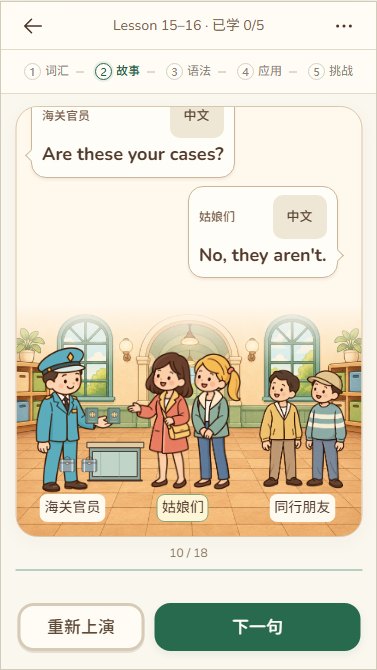 Lesson 15–16 · 已学 0/5
1 词汇 — 2 故事 — 3 语法 — 4 应用 — 5 挑战
海关官员 中文
Are these your cases?
姑娘们 中文
No, they aren't.
海关官员 姑娘们 同行朋友
10 / 18
重新上演 下一句